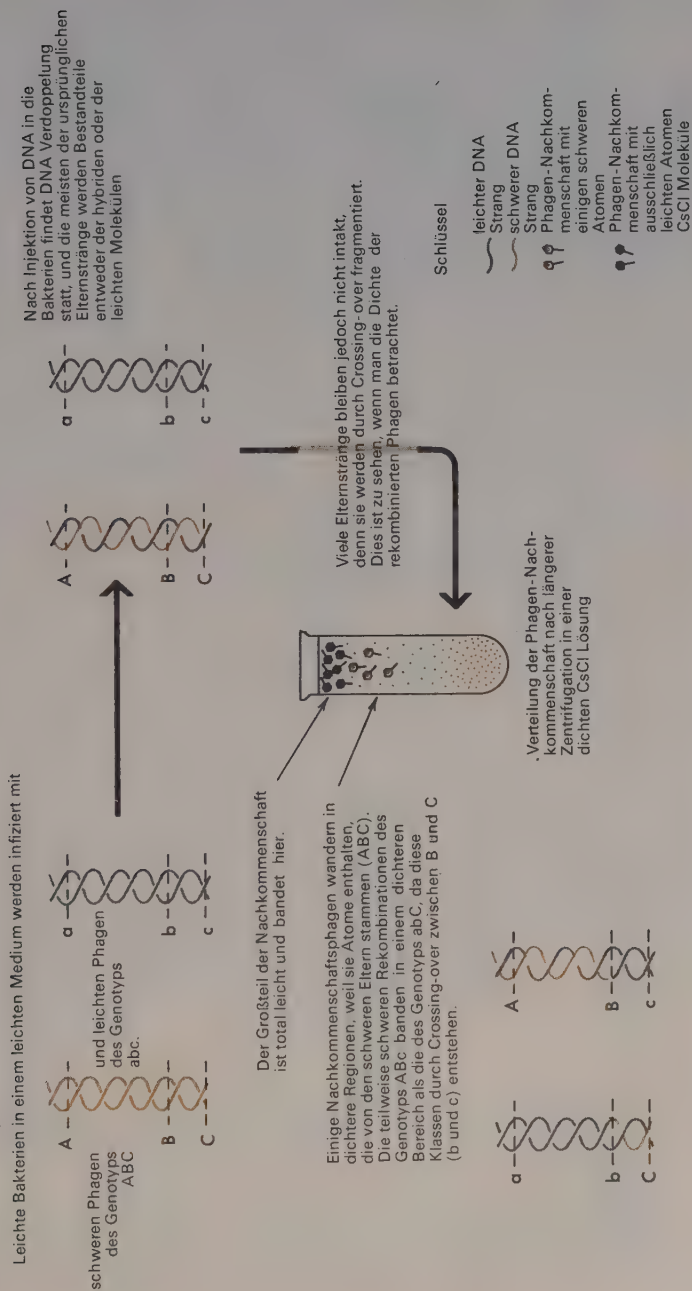 Leichte Bakterien in einem leichten Medium werden infiziert mit
schweren Phagen
des Genotyps
ABC
A
B
C
und leichten Phagen
des Genotyps
abc.
a
b
c
A
B
C
a
b
c
Nach Injektion von DNA in die
Bakterien findet DNA Verdoppelung
statt, und die meisten der ursprünglichen
Elternstränge werden Bestandteile
entweder der hybriden oder der
leichten Molekülen
Viele Elternstränge bleiben jedoch nicht intakt,
denn sie werden durch Crossing-over fragmentiert.
Dies ist zu sehen, wenn man die Dichte der
rekombinierten Phagen betrachtet.
Der Großteil der Nachkommenschaft
ist total leicht und bandet hier.
Einige Nachkommenschaftsphagen wandern in
dichtere Regionen, weil sie Atome enthalten,
die von den schweren Eltern stammen (ABC).
Die teilweise schweren Rekombinationen des
Genotyps ABc banden in einem dichteren
Bereich als die des Genotyps abC, da diese
Klassen durch Crossing-over zwischen B und C
(b und c) entstehen.
Verteilung der Phagen-Nach-
kommenschaft nach längerer
Zentrifugation in einer
dichten CsCl Lösung
a
b
C
A
B
c
Schlüssel
leichter DNA
Strang
schwerer DNA
Strang
Phagen-Nachkom-
menschaft mit
einigen schweren
Atomen
Phagen-Nachkom-
menschaft mit
ausschließlich
leichten Atomen
CsCl Moleküle